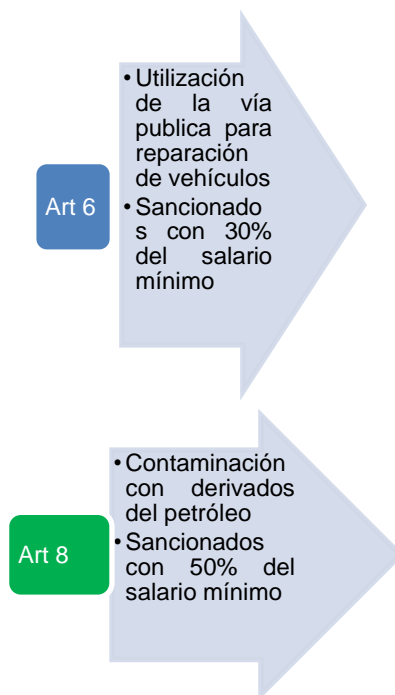 Art 6
• Utilización
de la vía
publica para
reparación
de vehículos
• Sancionado
s con 30%
del salario
mínimo
Art 8
• Contaminación
con derivados
del petróleo
• Sancionados
con 50% del
salario mínimo